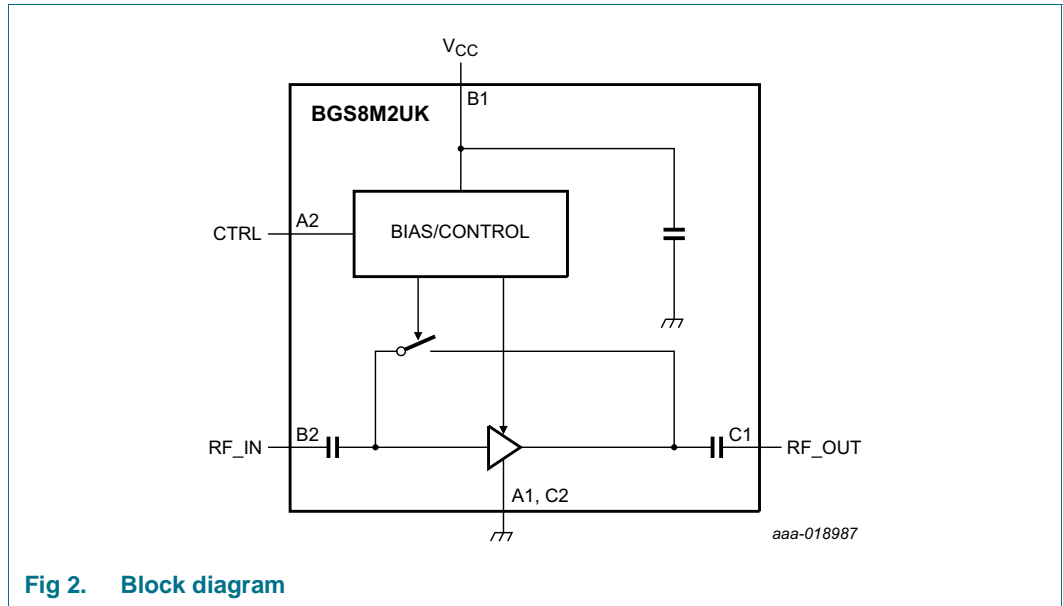 VCC
B1
BGS8M2UK
CTRL
A2
BIAS/CONTROL
RF_IN
B2
C1
RF_OUT
A1, C2
aaa-018987
Fig 2. Block diagram